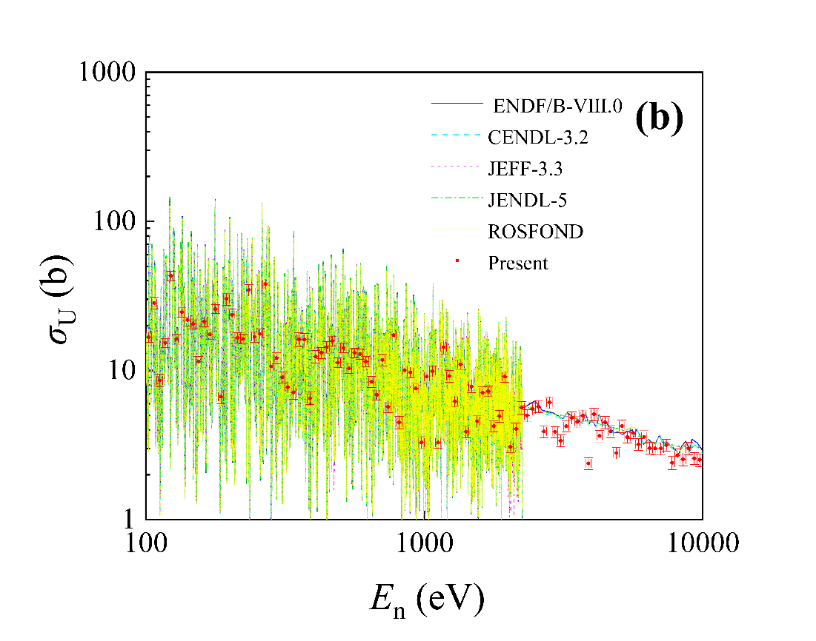 1000
ENDF/B-VIII.0
(b)
CENDL-3.2
JEFF-3.3
JENDL-5
ROSFOND
Present
100
10
1
σU (b)
100
1000
10000
En (eV)